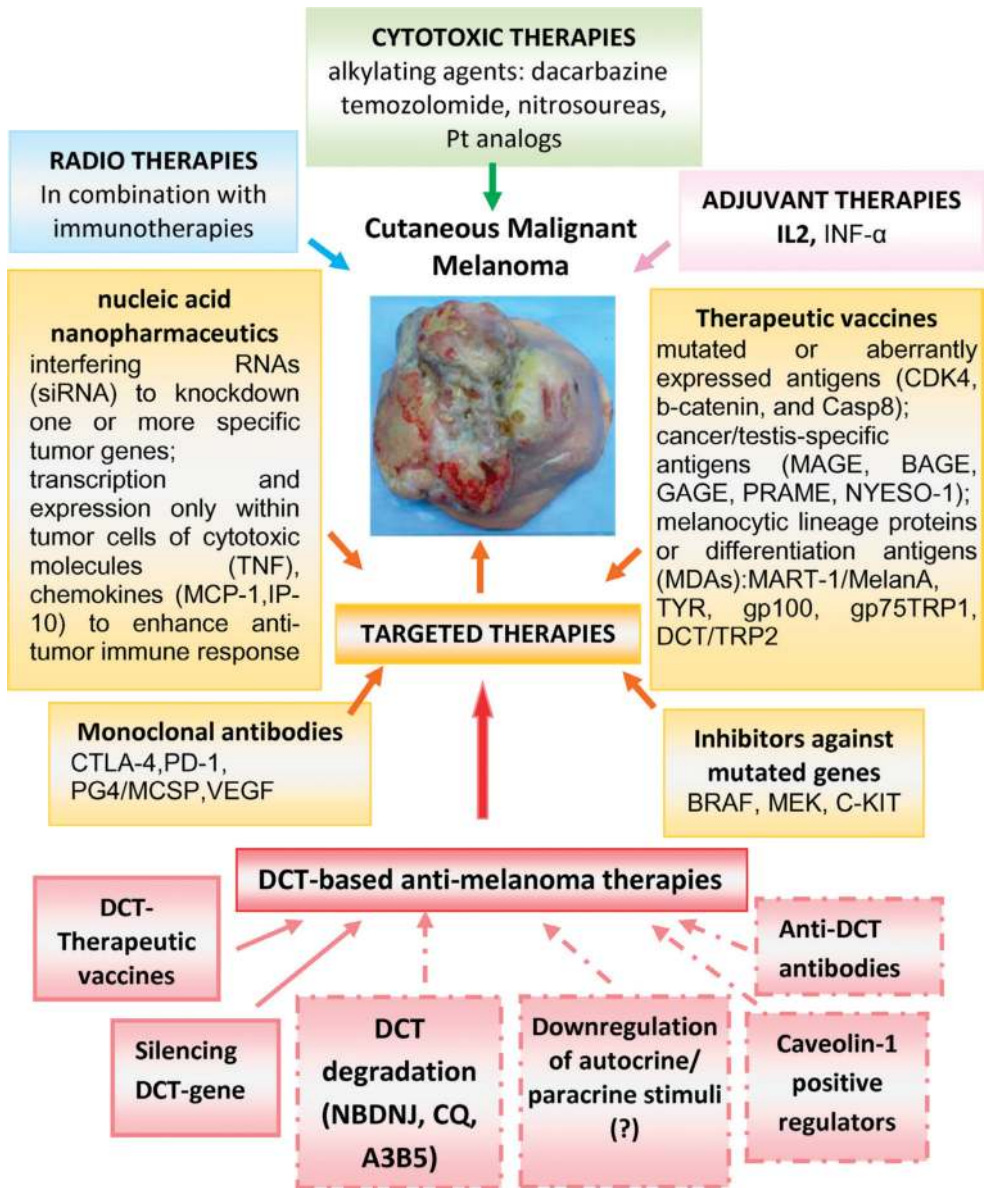 CYTOTOXIC THERAPIES
alkylating agents: dacarbazine
temozolomide, nitrosoureas,
Pt analogs
RADIO THERAPIES
In combination with
immunotherapies
ADJUVANT THERAPIES
IL2, INF-α
Cutaneous Malignant
Melanoma
nucleic acid
nanopharmaceutics
interfering RNAs
(siRNA) to knockdown
one or more specific
tumor genes;
transcription and
expression only within
tumor cells of cytotoxic
molecules (TNF),
chemokines (MCP-1,IP-
10) to enhance anti-
tumor immune response
Therapeutic vaccines
mutated or aberrantly
expressed antigens (CDK4,
b-catenin, and Casp8);
cancer/testis-specific
antigens (MAGE, BAGE,
GAGE, PRAME, NYESO-1);
melanocytic lineage proteins
or differentiation antigens
(MDAs):MART-1/MelanA,
TYR, gp100, gp75TRP1,
DCT/TRP2
TARGETED THERAPIES
Monoclonal antibodies
CTLA-4,PD-1,
PG4/MCSP,VEGF
Inhibitors against
mutated genes
BRAF, MEK, C-KIT
DCT-based anti-melanoma therapies
DCT-
Therapeutic
vaccines
Silencing
DCT-gene
DCT
degradation
(NBDNJ, CQ,
A3B5)
Downregulation
of autocrine/
paracrine stimuli
(?)
Anti-DCT
antibodies
Caveolin-1
positive
regulators